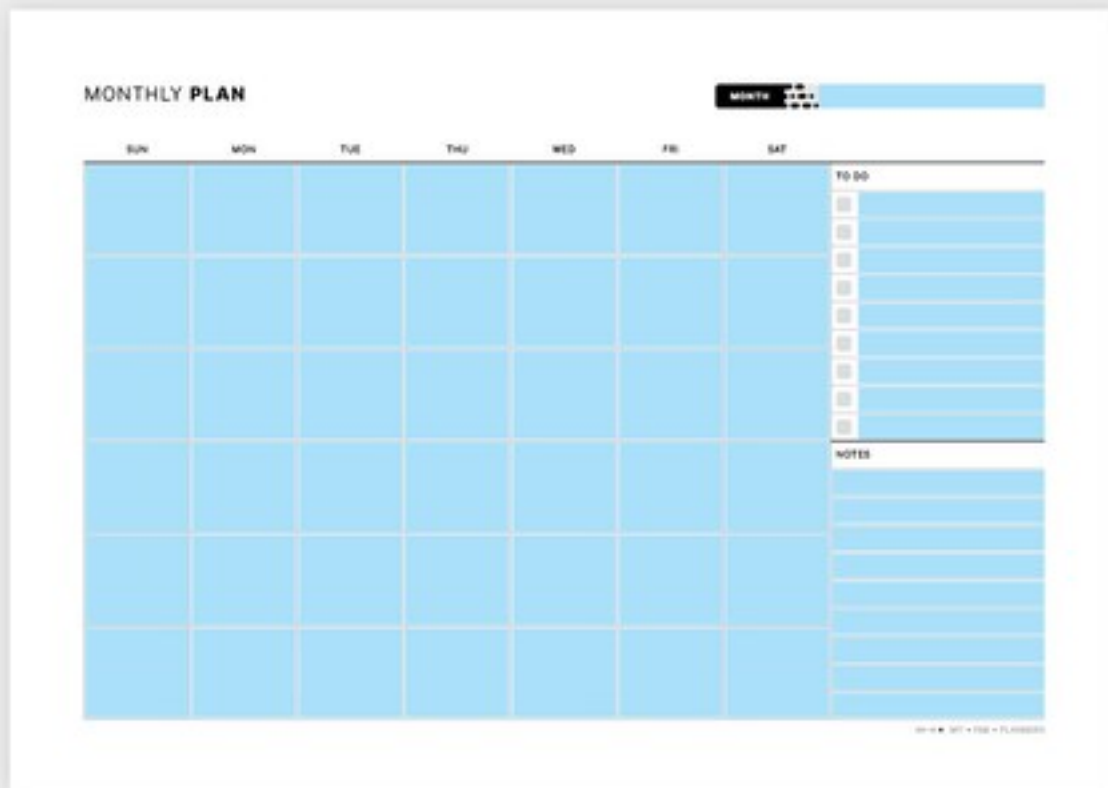 MONTHLY PLAN
MONTH
SUN MON TUE THU WED FRI SAT
TO DO
NOTES